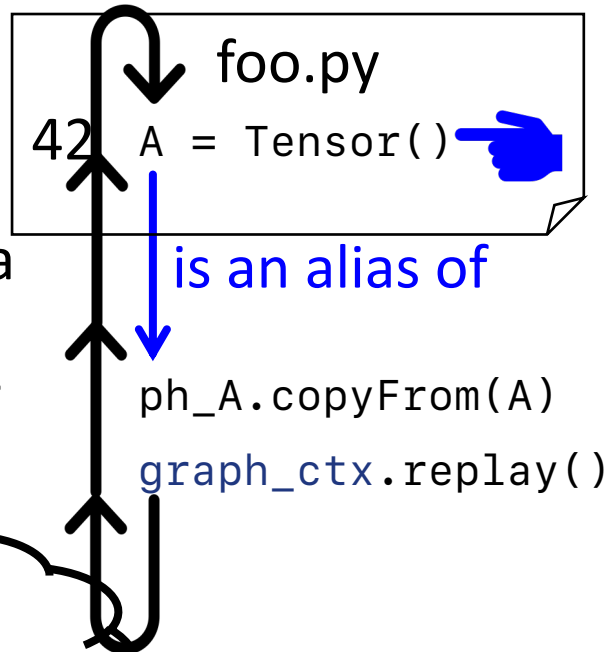 foo.py
42 A = Tensor()
a
is an alias of
ph_A.copyFrom(A)
graph_ctx.replay()